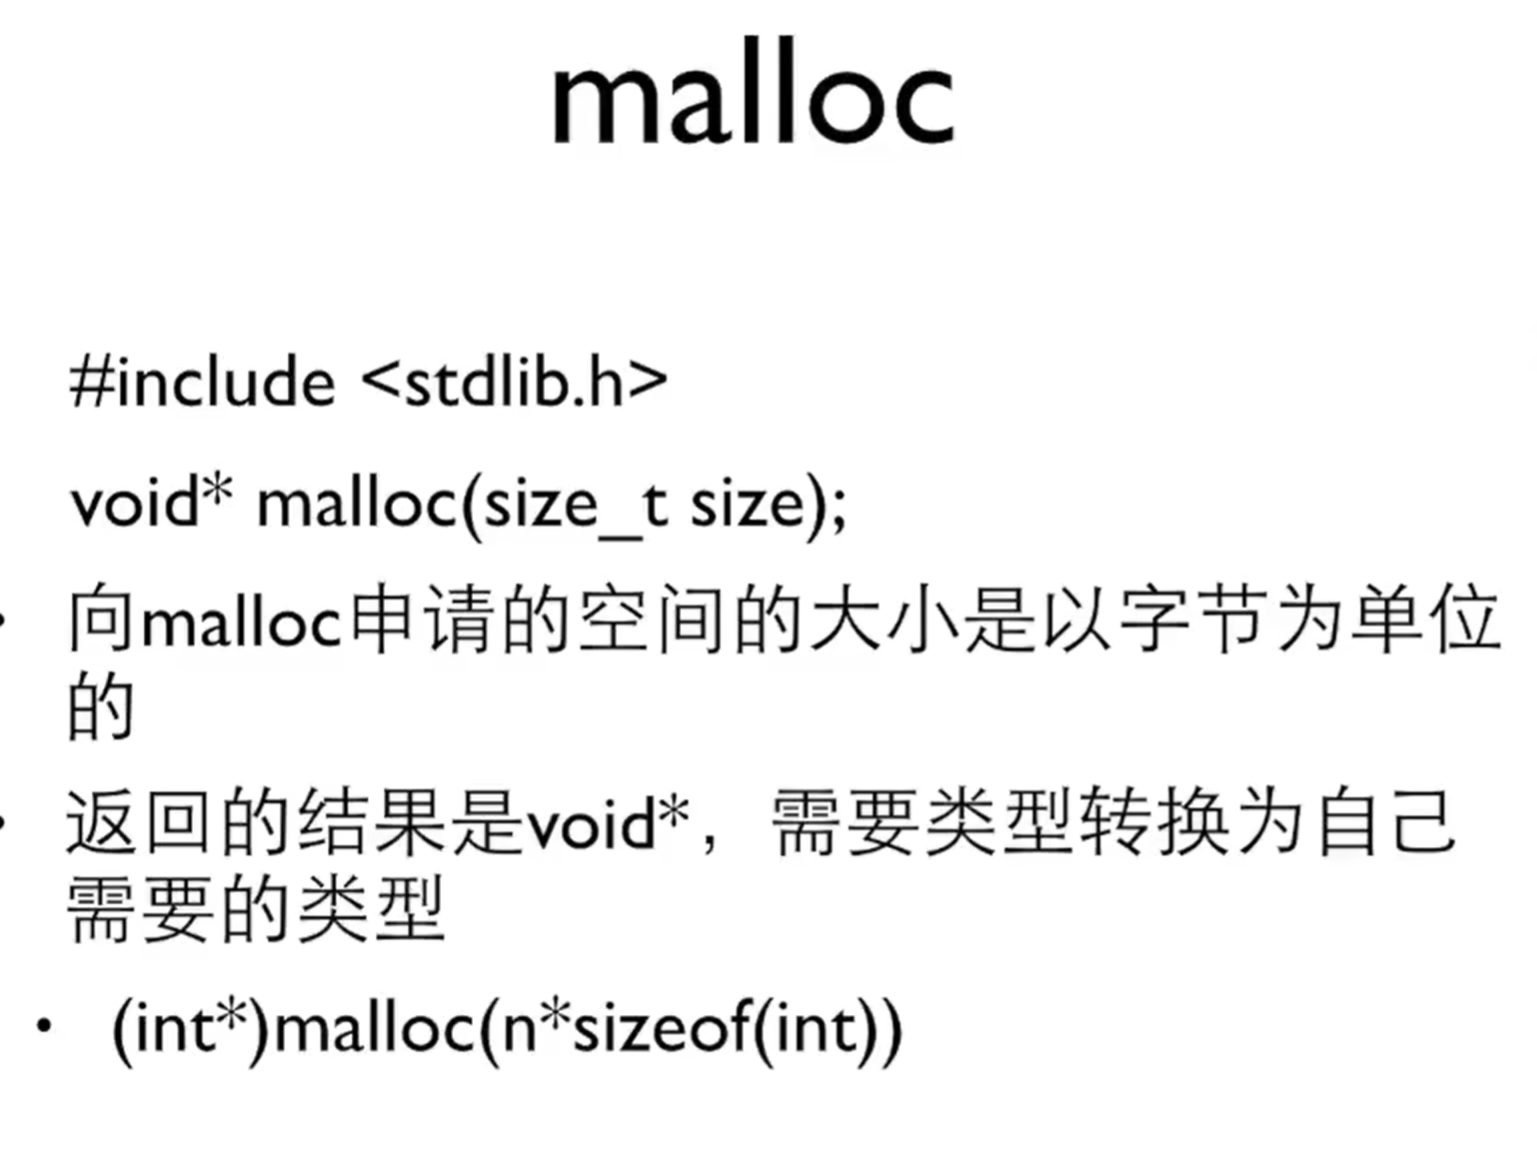 malloc
#include <stdlib.h>
void* malloc(size_t size);
• 向malloc申请的空间的大小是以字节为单位
的
• 返回的结果是void*，需要类型转换为自己
需要的类型
• (int*)malloc(n*sizeof(int))